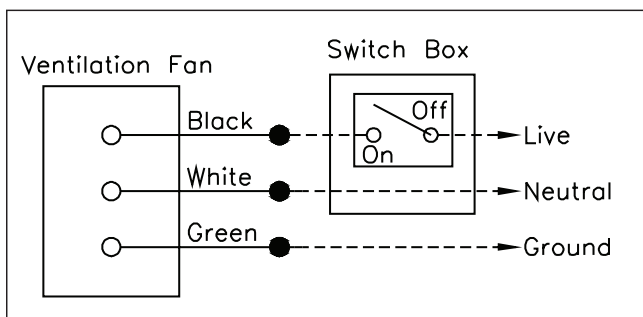 Switch Box
Ventilation Fan
Black
Off
On
Live
White
Neutral
Green
Ground